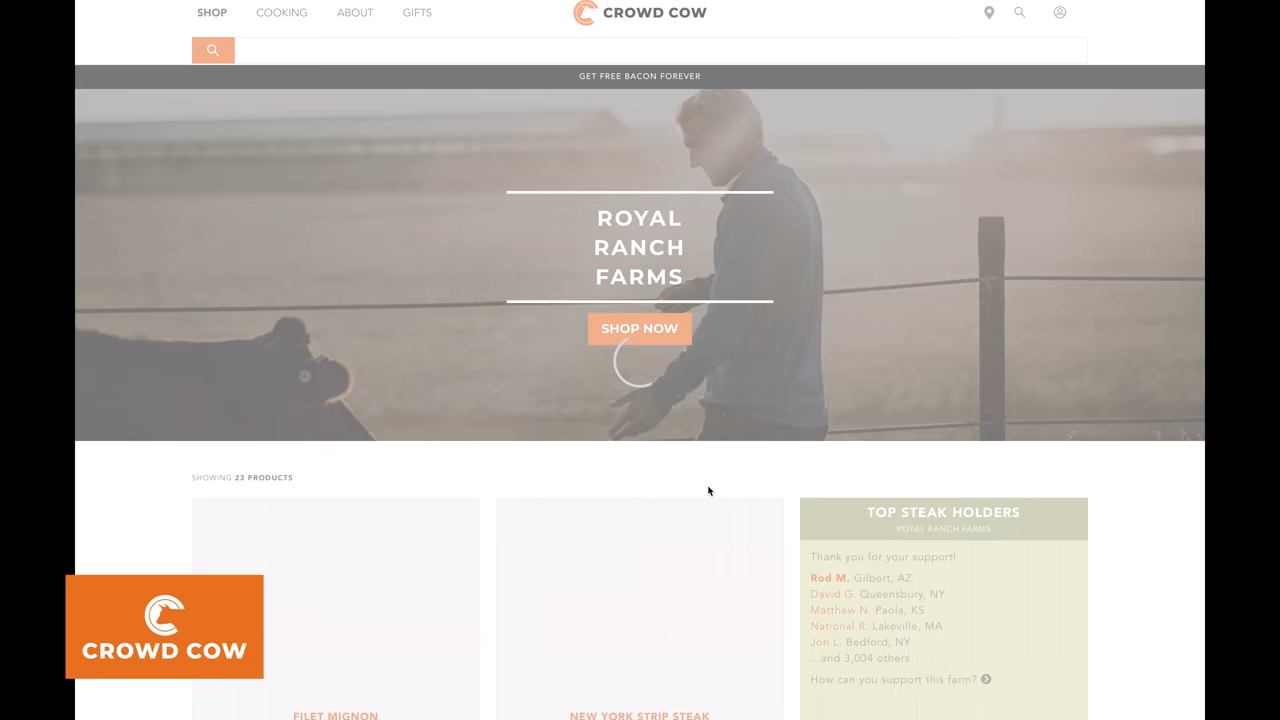 SHOP COOKING ABOUT GIFTS CROWD COW
GET FREE BACON FOREVER
ROYAL
RANCH
FARMS
SHOP NOW
SHOWING 23 PRODUCTS
FILET MIGNON
NEW YORK STRIP STEAK
TOP STEAK HOLDERS
ROYAL RANCH FARMS
Thank you for your support!
Rod M. Gilbert, AZ
David G. Queensbury, NY
Matthew N. Paola, KS
National R. Lakeville, MA
Jon L. Bedford, NY
...and 3,004 others
How can you support this farm?
CROWD COW